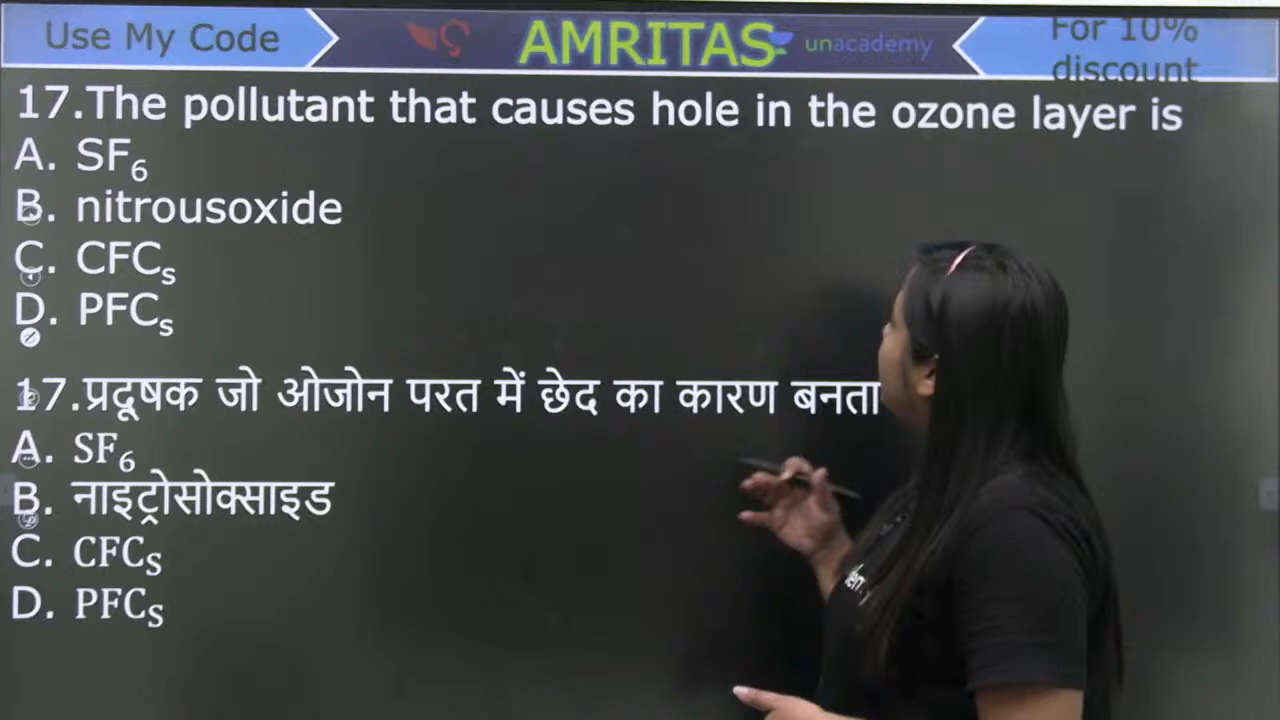 Use My Code
AMRITAS
unacademy
For 10%
discount
17.The pollutant that causes hole in the ozone layer is
A. SF₆
B. nitrousoxide
C. CFCₛ
D. PFCₛ
17.प्रदूषक जो ओजोन परत में छेद का कारण बनता
A. SF₆
B. नाइट्रोसोक्साइड
C. CFCₛ
D. PFCₛ